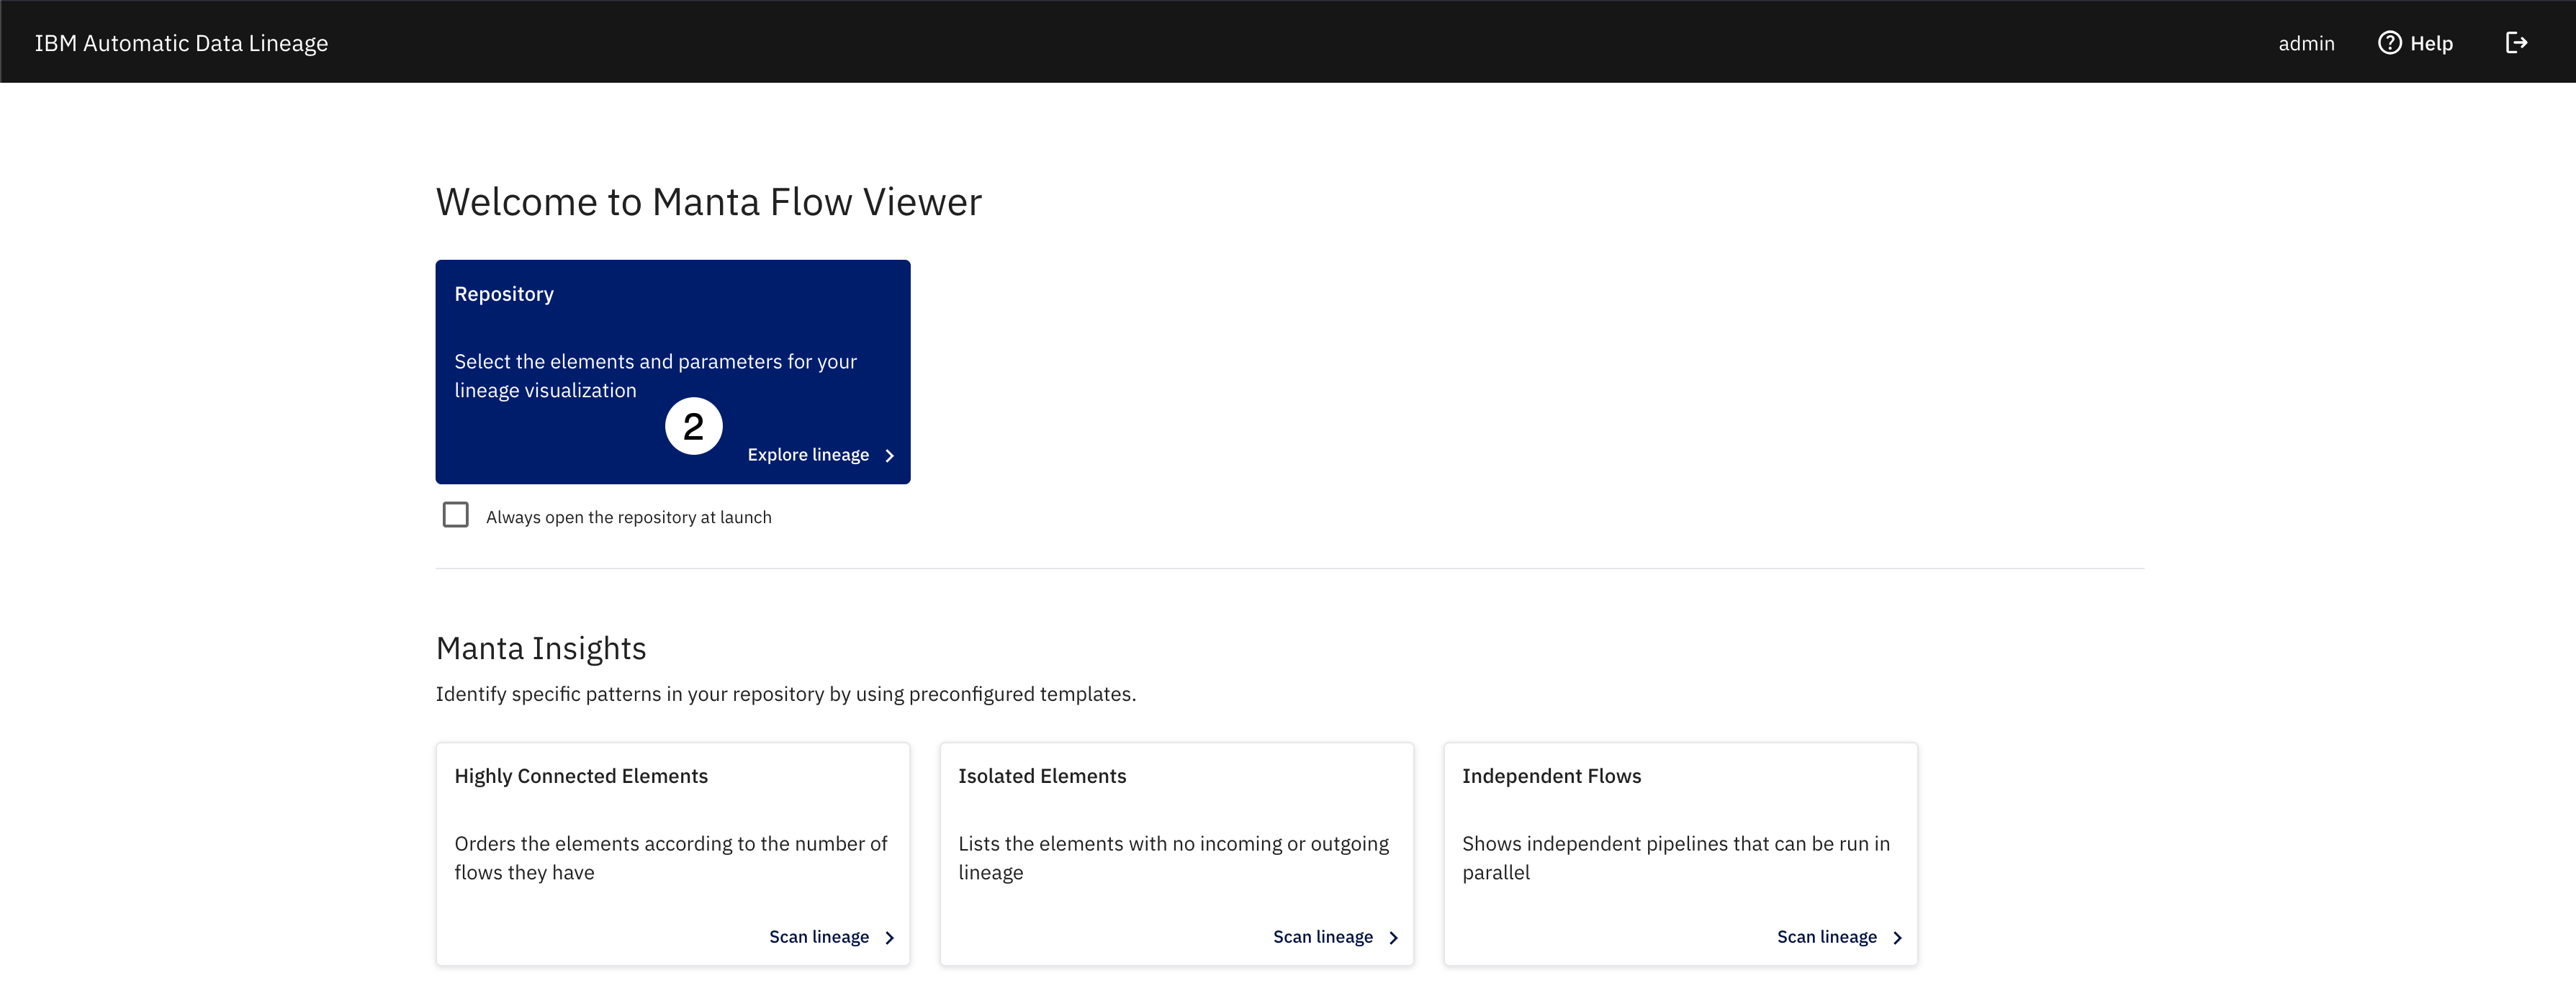 IBM Automatic Data Lineage
admin
Help
Welcome to Manta Flow Viewer
Repository
Select the elements and parameters for your
lineage visualization
2
Explore lineage
Always open the repository at launch
Manta Insights
Identify specific patterns in your repository by using preconfigured templates.
Highly Connected Elements
Orders the elements according to the number of
flows they have
Scan lineage
Isolated Elements
Lists the elements with no incoming or outgoing
lineage
Scan lineage
Independent Flows
Shows independent pipelines that can be run in
parallel
Scan lineage